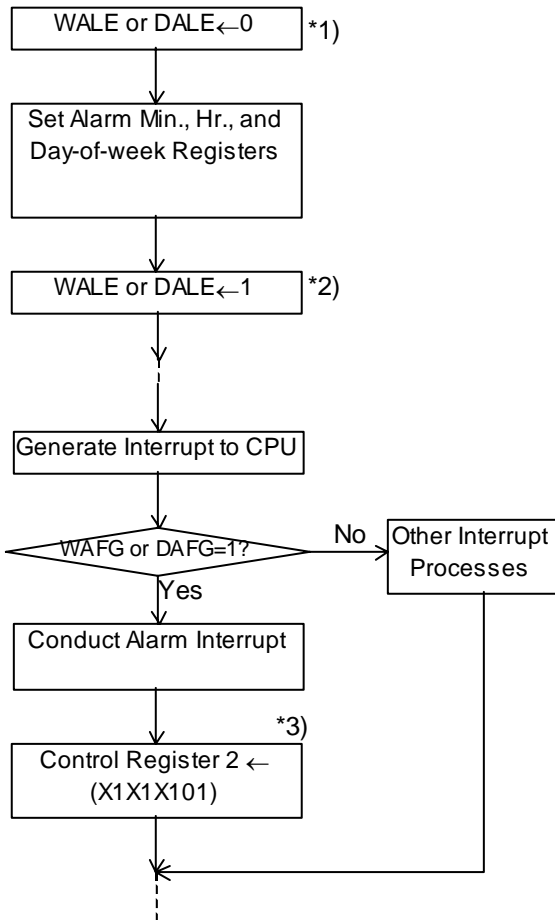 WALE or DALE←0
*1)
Set Alarm Min., Hr., and
Day-of-week Registers
WALE or DALE←1
*2)
Generate Interrupt to CPU
WAFG or DAFG=1?
No
Other Interrupt
Processes
Yes
Conduct Alarm Interrupt
*3)
Control Register 2 ←
(X1X1X101)